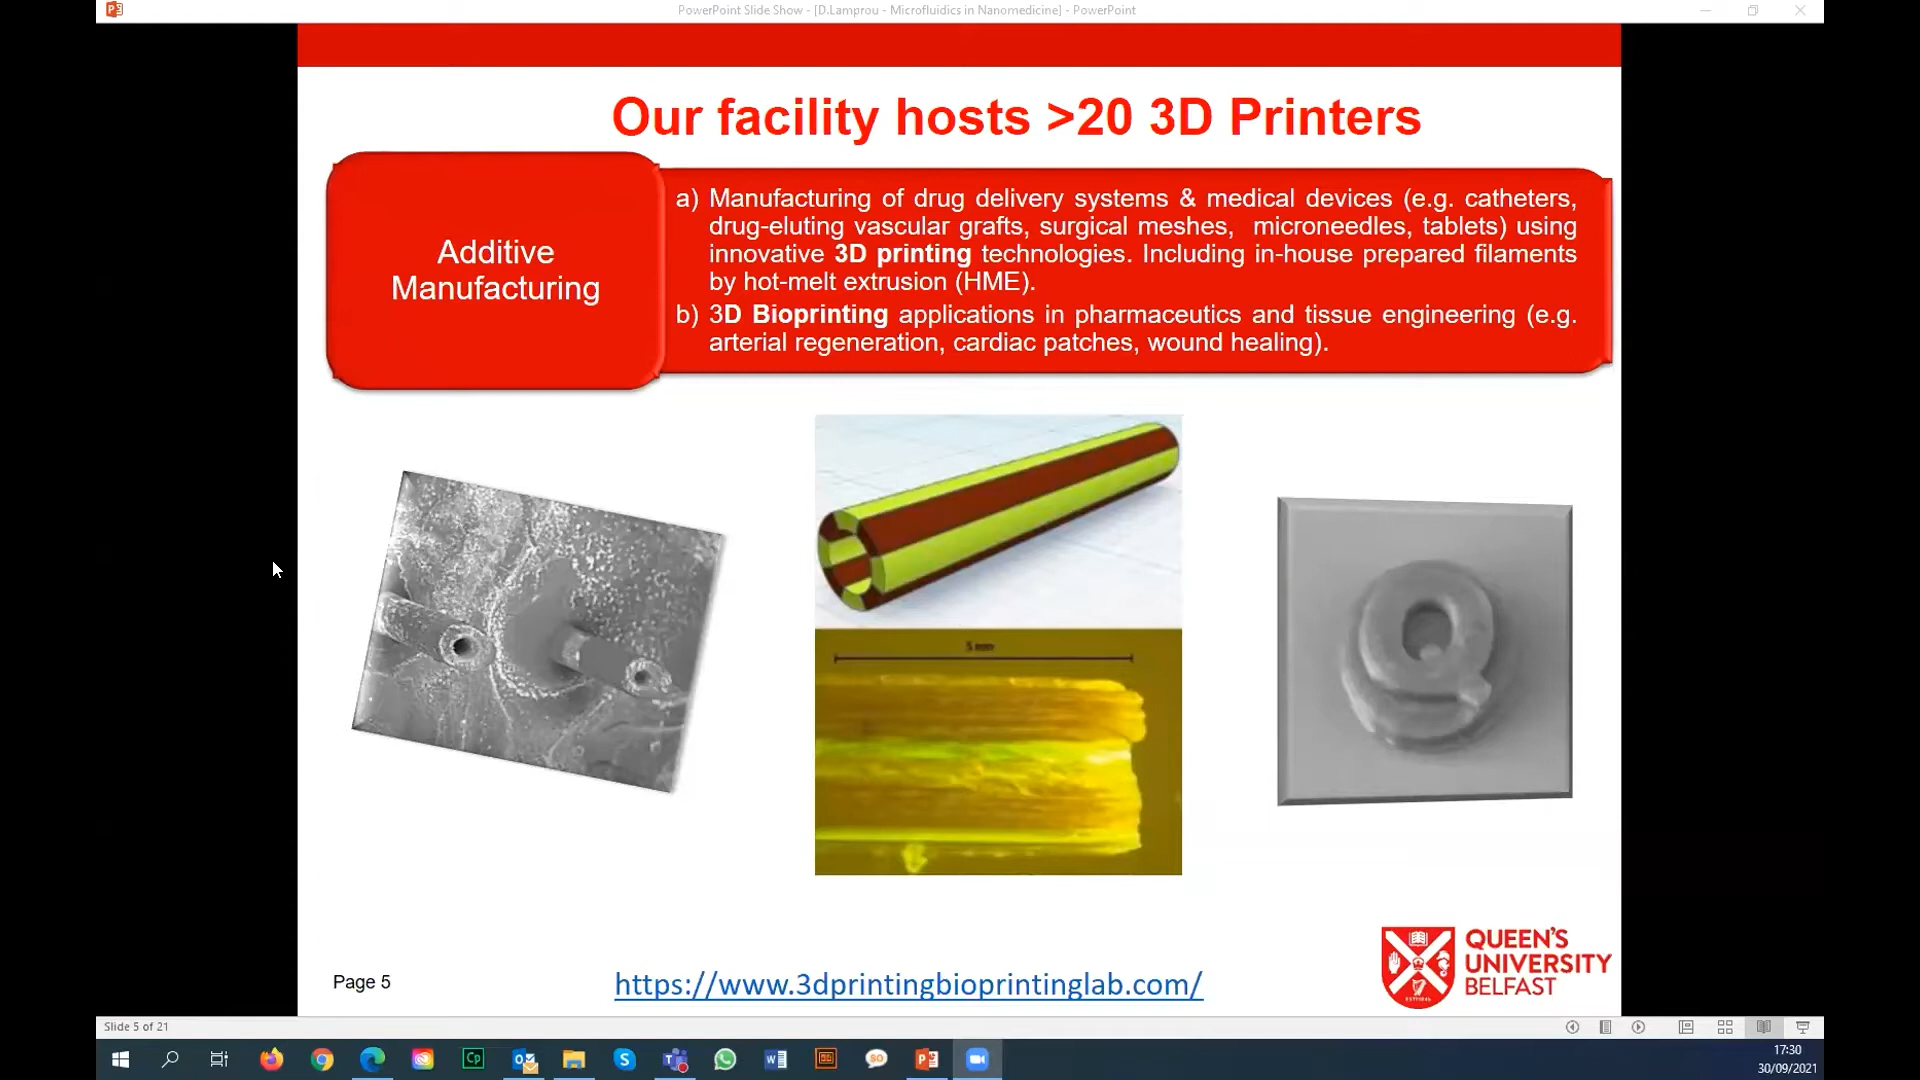 PowerPoint Slide Show - [D.Lamprou - Microfluidics in Nanomedicine] - PowerPoint
Our facility hosts >20 3D Printers
Additive
Manufacturing
a) Manufacturing of drug delivery systems & medical devices (e.g. catheters,
drug-eluting vascular grafts, surgical meshes, microneedles, tablets) using
innovative 3D printing technologies. Including in-house prepared filaments
by hot-melt extrusion (HME).
b) 3D Bioprinting applications in pharmaceutics and tissue engineering (e.g.
arterial regeneration, cardiac patches, wound healing).
5 mm
Q
QUEEN'S
UNIVERSITY
BELFAST
Page 5
https://www.3dprintingbioprintinglab.com/
Slide 5 of 21
17:30
30/09/2021